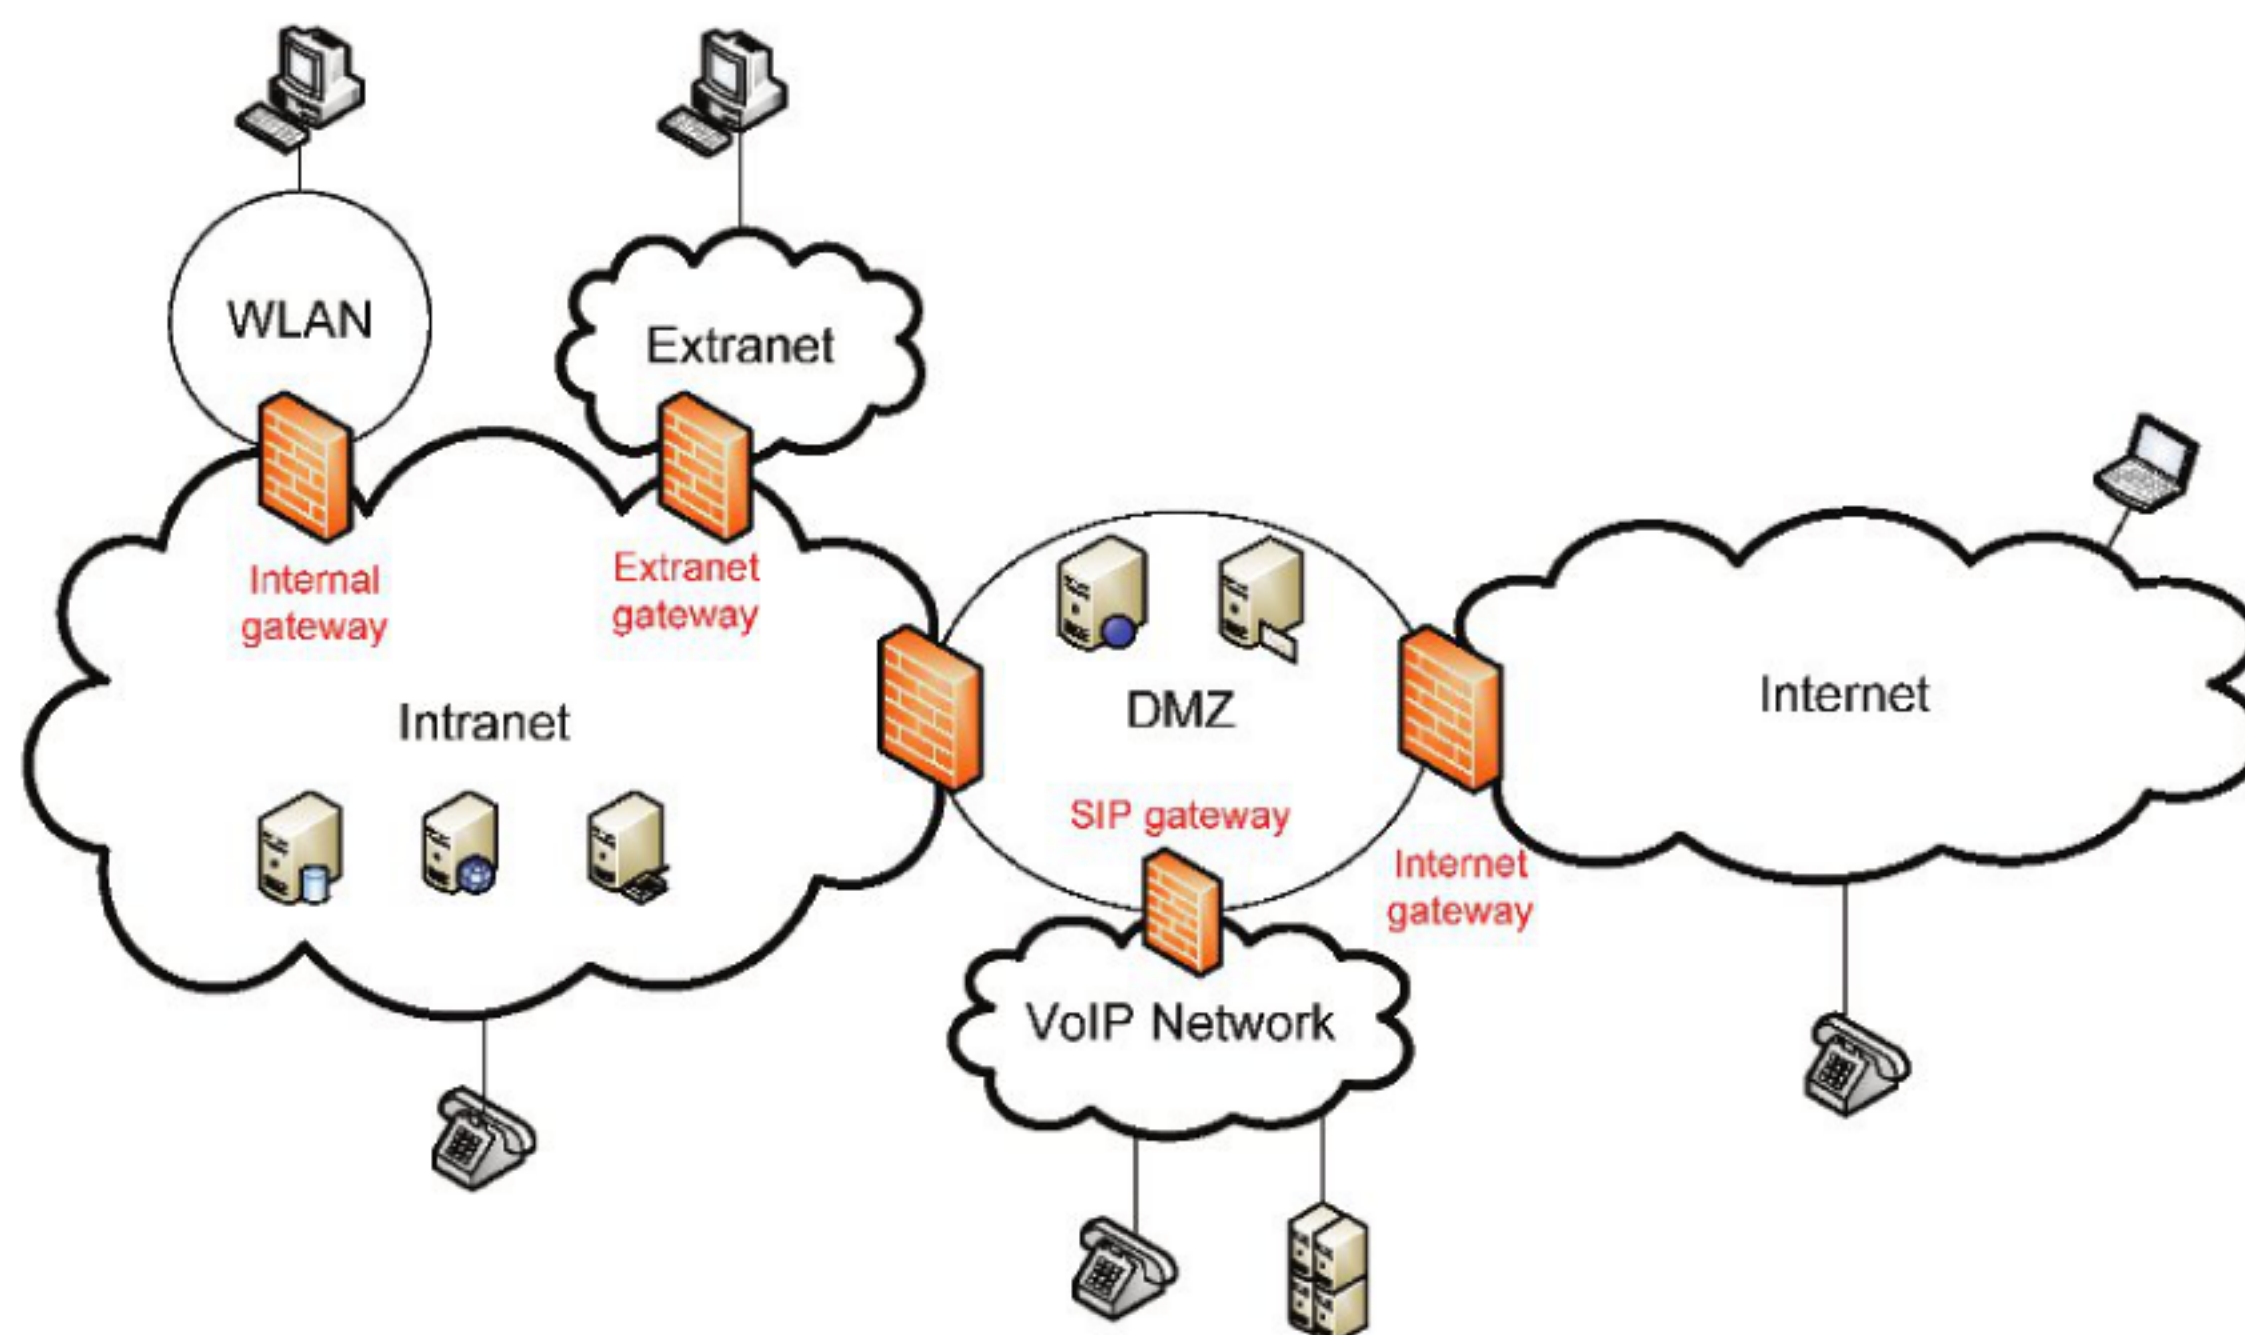 WLAN
Extranet
Internal
gateway
Extranet
gateway
Intranet
DMZ
SIP gateway
Internet
Internet
gateway
VoIP Network